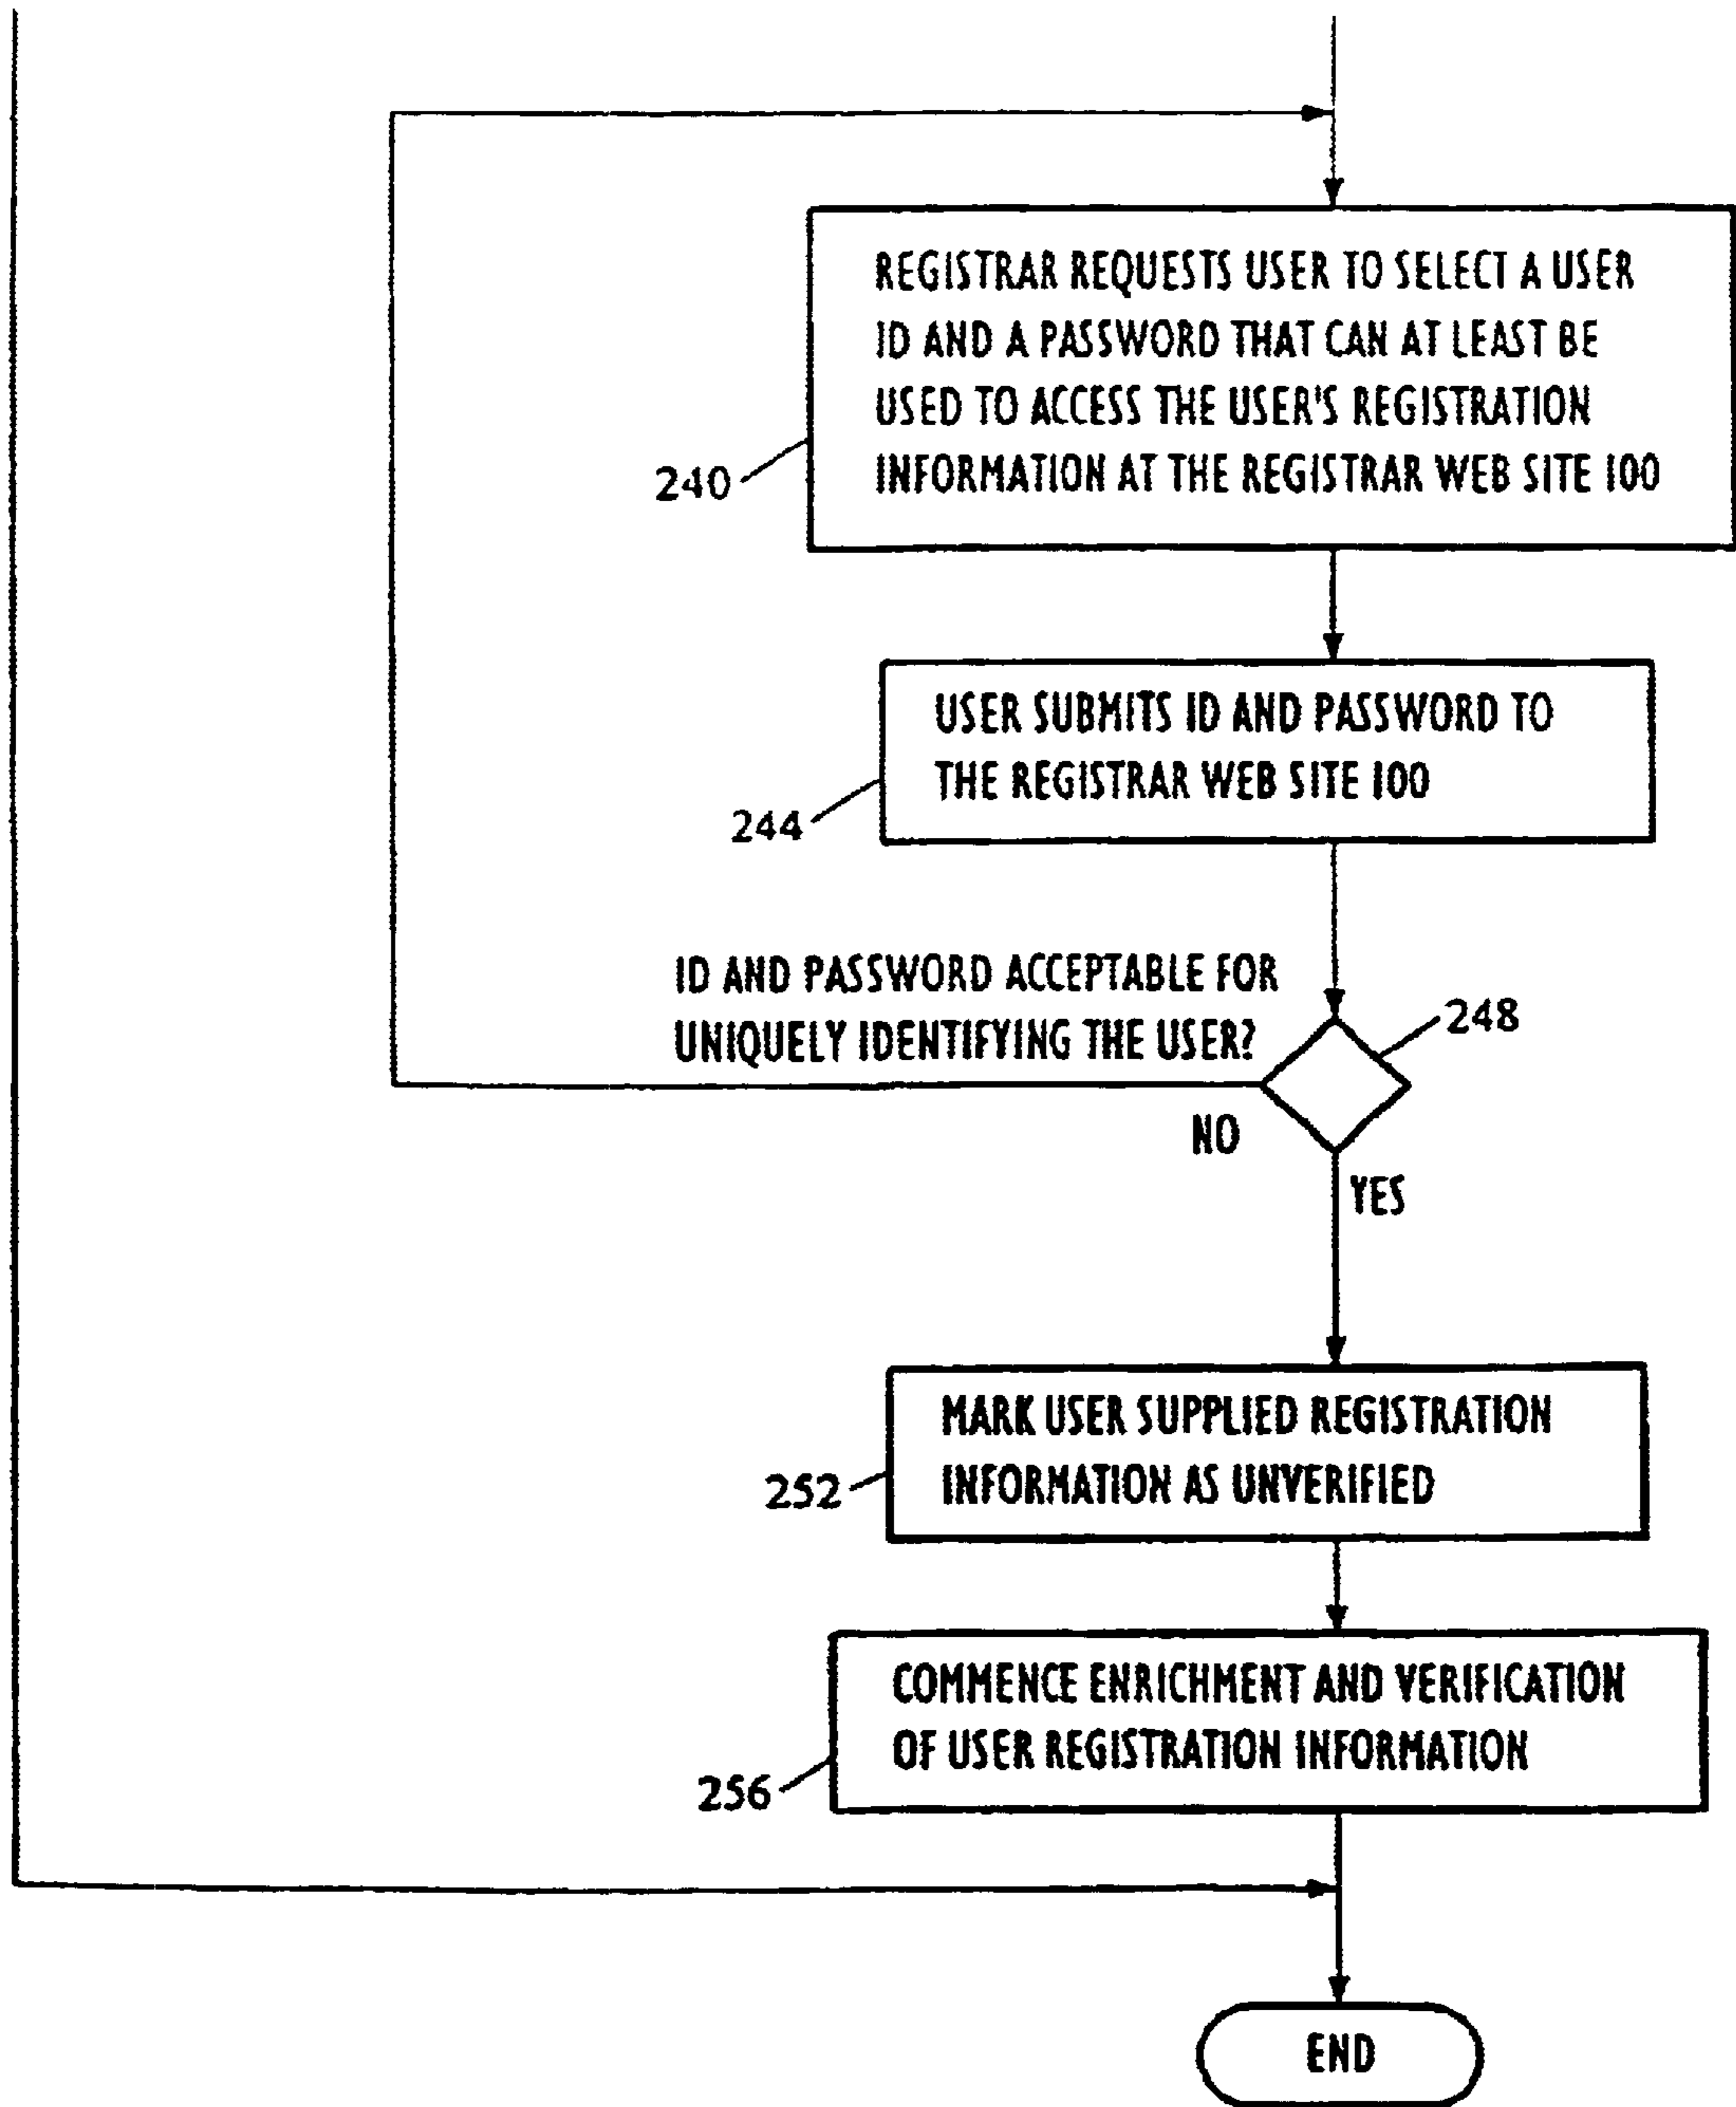 REGISTRAR REQUESTS USER TO SELECT A USER
ID AND A PASSWORD THAT CAN AT LEAST BE
USED TO ACCESS THE USER'S REGISTRATION
INFORMATION AT THE REGISTRAR WEB SITE 100
240
USER SUBMITS ID AND PASSWORD TO
THE REGISTRAR WEB SITE 100
244
ID AND PASSWORD ACCEPTABLE FOR
UNIQUELY IDENTIFYING THE USER?
248
NO
YES
MARK USER SUPPLIED REGISTRATION
INFORMATION AS UNVERIFIED
252
COMMENCE ENRICHMENT AND VERIFICATION
OF USER REGISTRATION INFORMATION
256
END